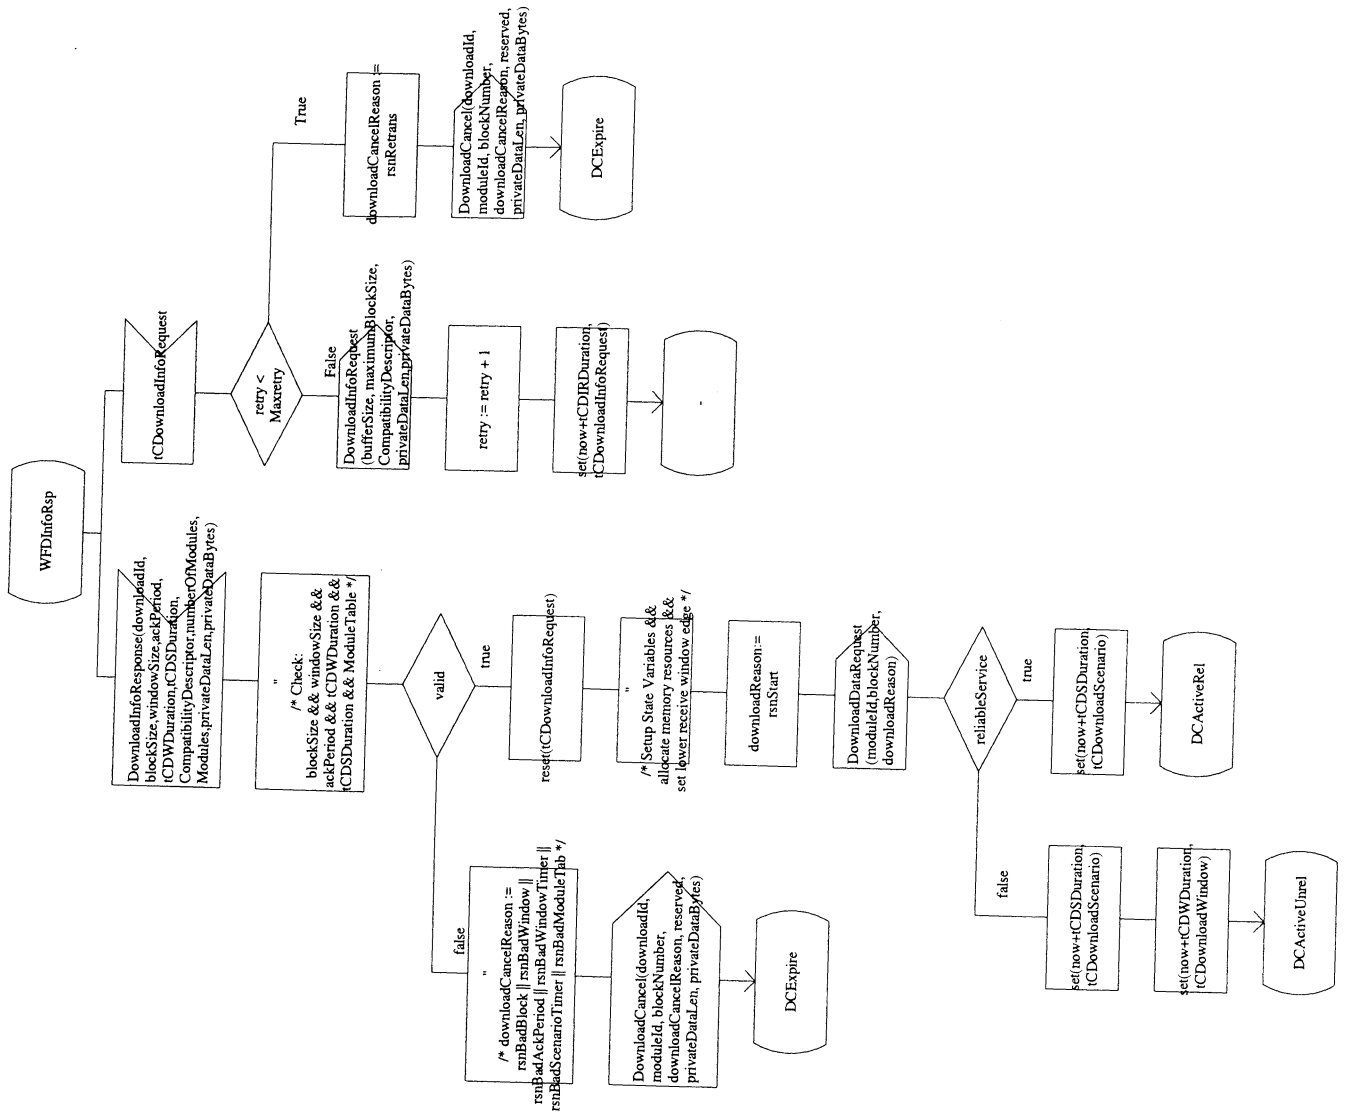 WFDInfoRsp
DownloadInfoResponse(downloadId,
blockSize,windowSize,ackPeriod,
tCDWDuration,tCDSDuration,
CompatibilityDescriptor,numberOfModules,
Modules,privateDataLen,privateDataBytes)
"
/* Check:
blockSize && windowSize &&
ackPeriod && tCDWDuration &&
tCDSDuration && ModuleTable */
valid
false
"
/* downloadCancelReason :=
rsnBadBlock || rsnBadWindow ||
rsnBadAckPeriod || rsnBadWindowTimer ||
rsnBadScenarioTimer || rsnBadModuleTab */
DownloadCancel(downloadId,
moduleId, blockNumber,
downloadCancelReason, reserved,
privateDataLen, privateDataBytes)
DCExpire
true
reset(tCDownloadInfoRequest)
"
/* Setup State Variables &&
allocate memory resources &&
set lower receive window edge */
downloadReason:=
rsnStart
DownloadDataRequest
(moduleId,blockNumber,
downloadReason)
reliableService
false
set(now+tCDSDuration,
tCDownloadScenario)
set(now+tCDWDuration,
tCDownloadWindow)
DCActiveUnrel
true
set(now+tCDSDuration,
tCDownloadScenario)
DCActiveRel
tCDownloadInfoRequest
retry <
Maxretry
False
DownloadInfoRequest
(bufferSize, maximumBlockSize,
CompatibilityDescriptor,
privateDataLen,privateDataBytes)
retry := retry + 1
set(now+tCDIRDuration,
tCDownloadInfoRequest)
-
True
downloadCancelReason :=
rsnRetrans
DownloadCancel(downloadId,
moduleId, blockNumber,
downloadCancelReason, reserved,
privateDataLen, privateDataBytes)
DCExpire